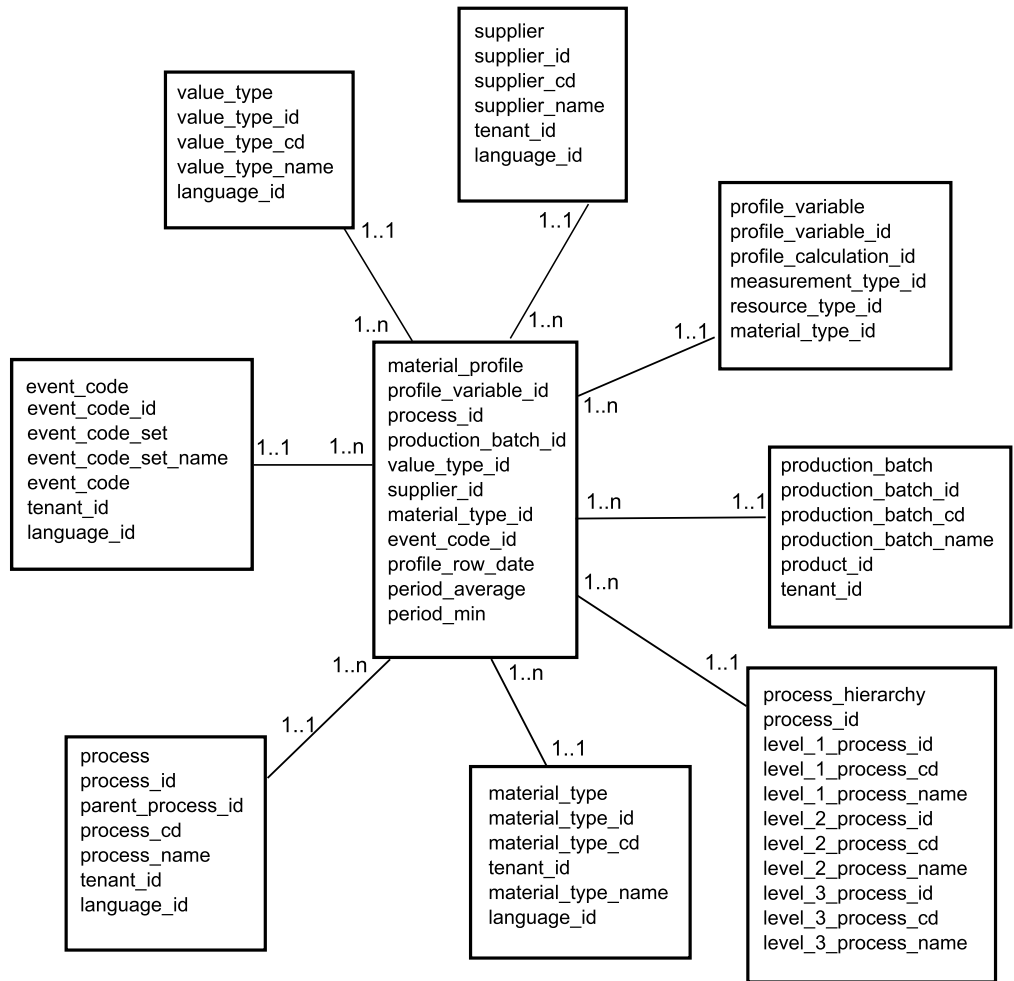 supplier
supplier_id
supplier_cd
supplier_name
tenant_id
language_id
value_type
value_type_id
value_type_cd
value_type_name
language_id
profile_variable
profile_variable_id
profile_calculation_id
measurement_type_id
resource_type_id
material_type_id
1..1
1..1
1..n
1..n
1..1
1..n
material_profile
profile_variable_id
process_id
production_batch_id
value_type_id
supplier_id
material_type_id
event_code_id
profile_row_date
period_average
period_min
event_code
event_code_id
event_code_set
event_code_set_name
event_code
tenant_id
language_id
1..1
1..n
production_batch
production_batch_id
production_batch_cd
production_batch_name
product_id
tenant_id
1..n
1..1
1..n
1..1
1..n
1..1
1..n
1..1
process
process_id
parent_process_id
process_cd
process_name
tenant_id
language_id
material_type
material_type_id
material_type_cd
tenant_id
material_type_name
language_id
process_hierarchy
process_id
level_1_process_id
level_1_process_cd
level_1_process_name
level_2_process_id
level_2_process_cd
level_2_process_name
level_3_process_id
level_3_process_cd
level_3_process_name